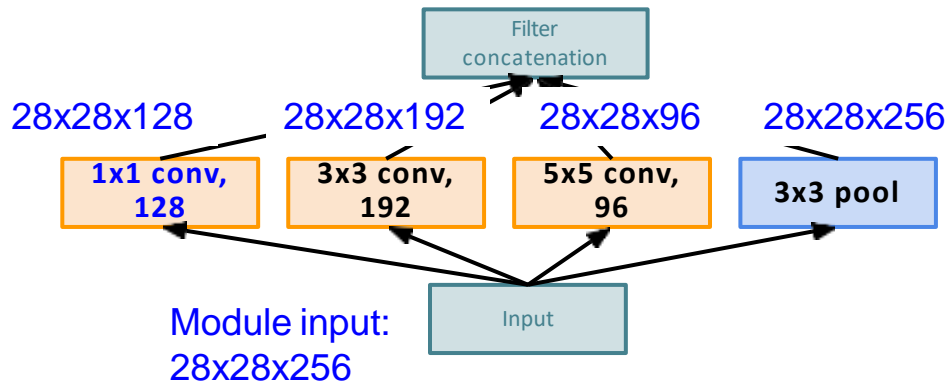 Filter
concatenation
28x28x128
28x28x192
28x28x96
28x28x256
1x1 conv,
128
3x3 conv,
192
5x5 conv,
96
3x3 pool
Input
Module input:
28x28x256